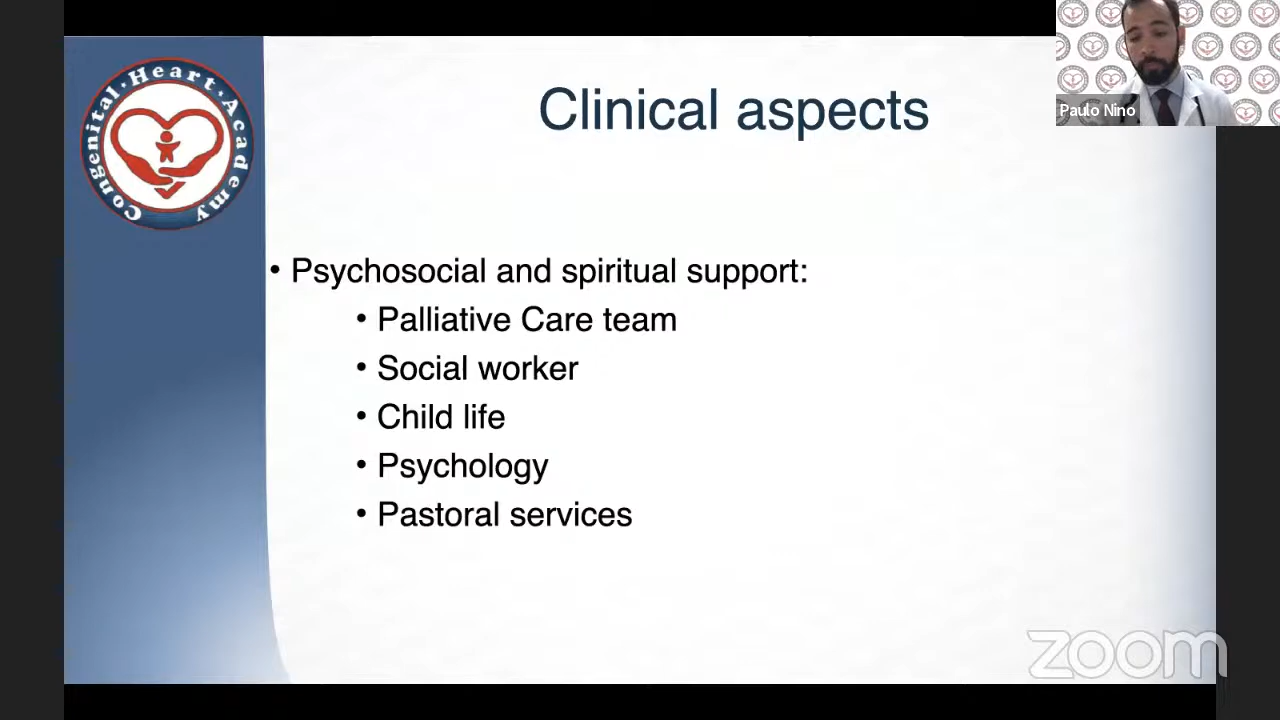 Congenital · Heart · Academy
Clinical aspects
Paulo Nino
• Psychosocial and spiritual support:
• Palliative Care team
• Social worker
• Child life
• Psychology
• Pastoral services
zoom